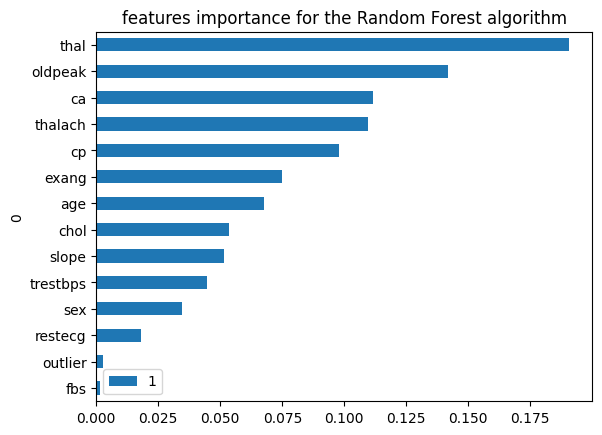 features importance for the Random Forest algorithm
thal
oldpeak
ca
thalach
cp
exang
age
chol
slope
trestbps
sex
restecg
outlier
fbs
0
1
0.000 0.025 0.050 0.075 0.100 0.125 0.150 0.175